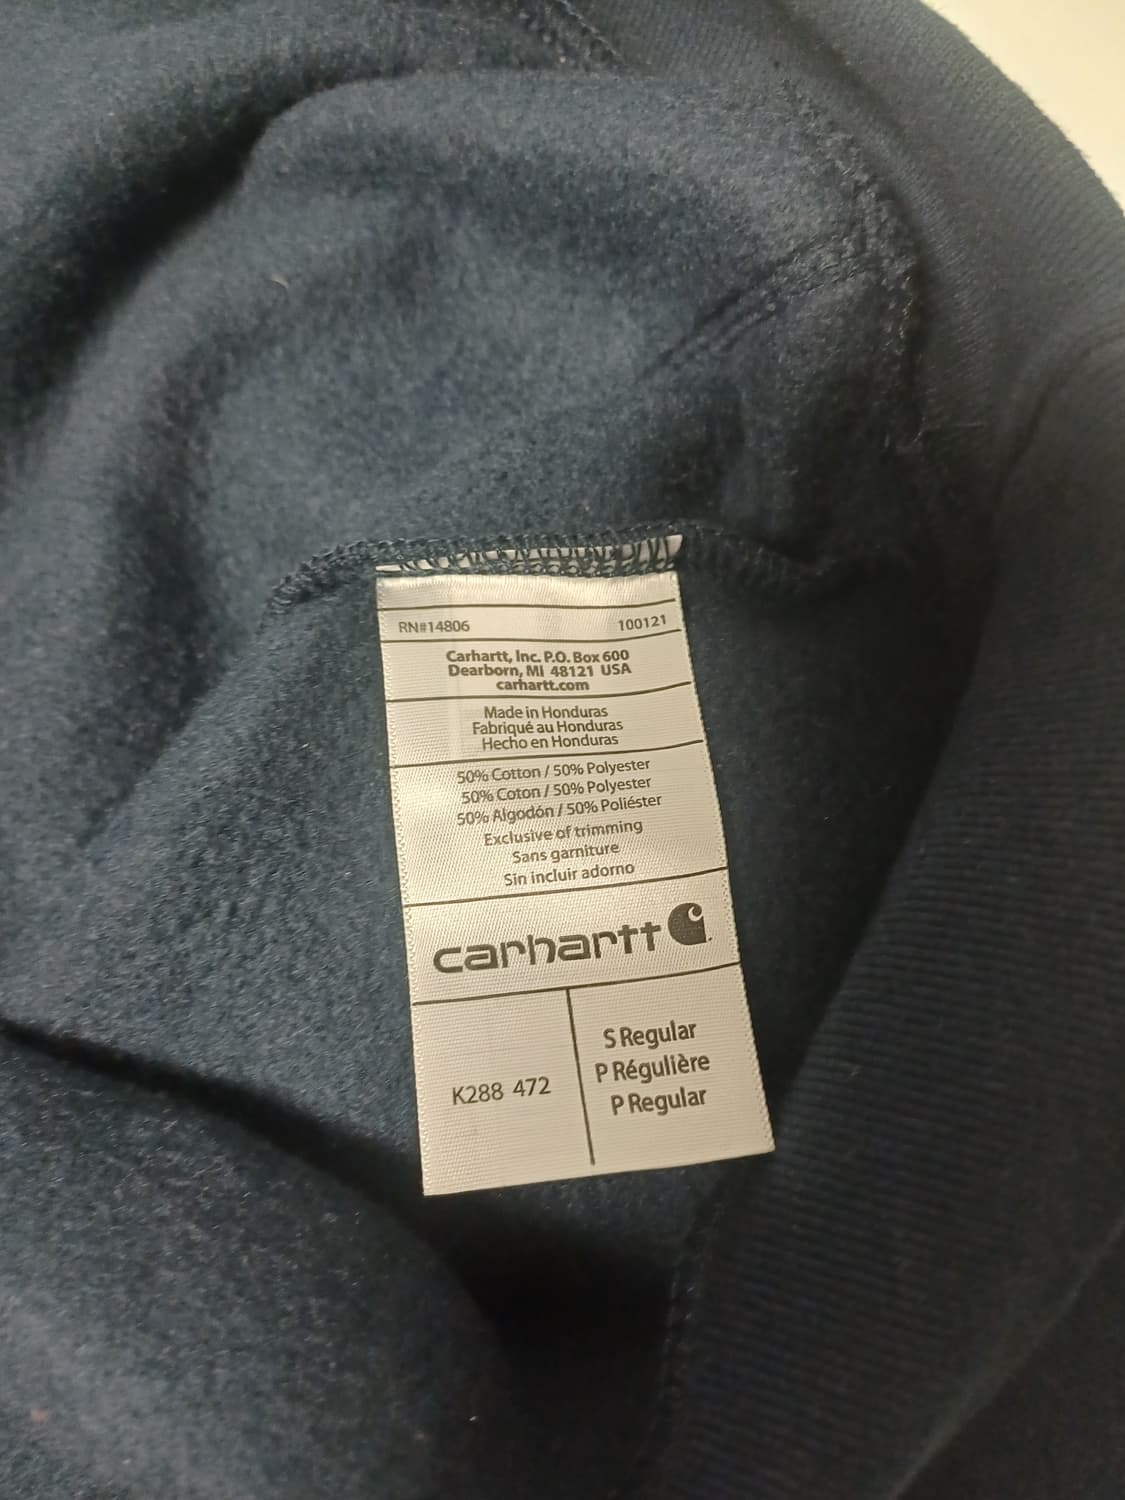 RN#14806 100121
Carhartt, Inc. P.O. Box 600
Dearborn, MI 48121 USA
carhartt.com
Made in Honduras
Fabriqué au Honduras
Hecho en Honduras
50% Cotton / 50% Polyester
50% Coton / 50% Polyester
50% Algodón / 50% Poliéster
Exclusive of trimming
Sans garniture
Sin incluir adorno
carhartt
K288 472
S Regular
P Régulière
P Regular